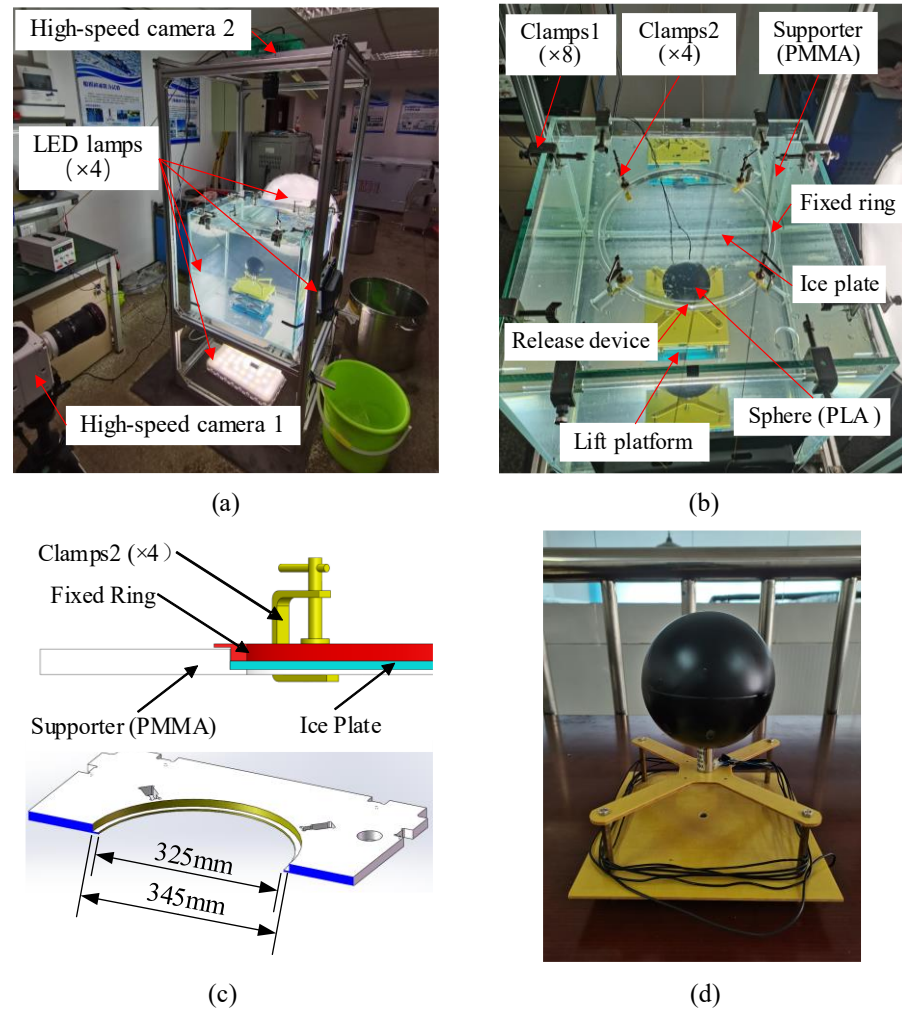 High-speed camera 2
LED lamps
(×4)
High-speed camera 1
(a)
Clamps1
(×8)
Clamps2
(×4)
Supporter
(PMMA)
Fixed ring
Ice plate
Release device
Sphere (PLA )
Lift platform
(b)
Clamps2 (×4 )
Fixed Ring
Supporter (PMMA)
Ice Plate
325mm
345mm
(c)
(d)